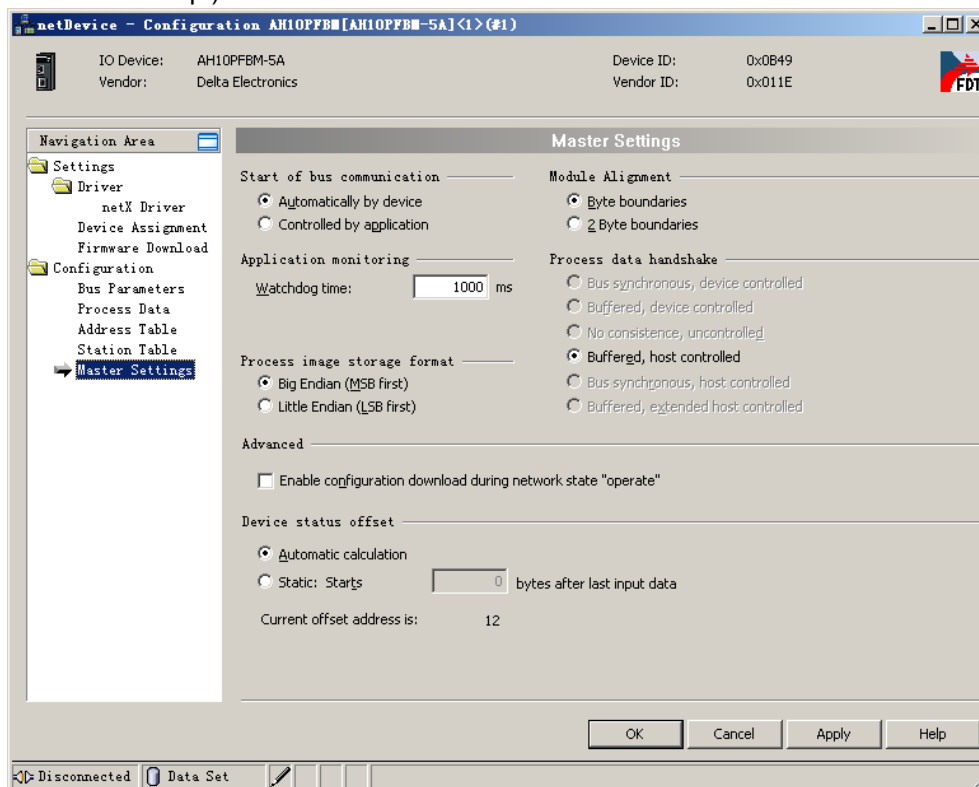 netDevice - Configuration AH10PFBM[AH10PFBM-5A]<1>(#1)
IO Device: AH10PFBM-5A Device ID: 0x0B49
Vendor: Delta Electronics Vendor ID: 0x011E
FDT
Navigation Area
Settings
Driver
netX Driver
Device Assignment
Firmware Download
Configuration
Bus Parameters
Process Data
Address Table
Station Table
Master Settings
Master Settings
Start of bus communication
Automatically by device
Controlled by application
Module Alignment
Byte boundaries
2 Byte boundaries
Application monitoring
Watchdog time: 1000 ms
Process data handshake
Bus synchronous, device controlled
Buffered, device controlled
No consistence, uncontrolled
Buffered, host controlled
Bus synchronous, host controlled
Buffered, extended host controlled
Process image storage format
Big Endian (MSB first)
Little Endian (LSB first)
Advanced
Enable configuration download during network state "operate"
Device status offset
Automatic calculation
Static: Starts 0 bytes after last input data
Current offset address is: 12
OK Cancel Apply Help
Disconnected Data Set